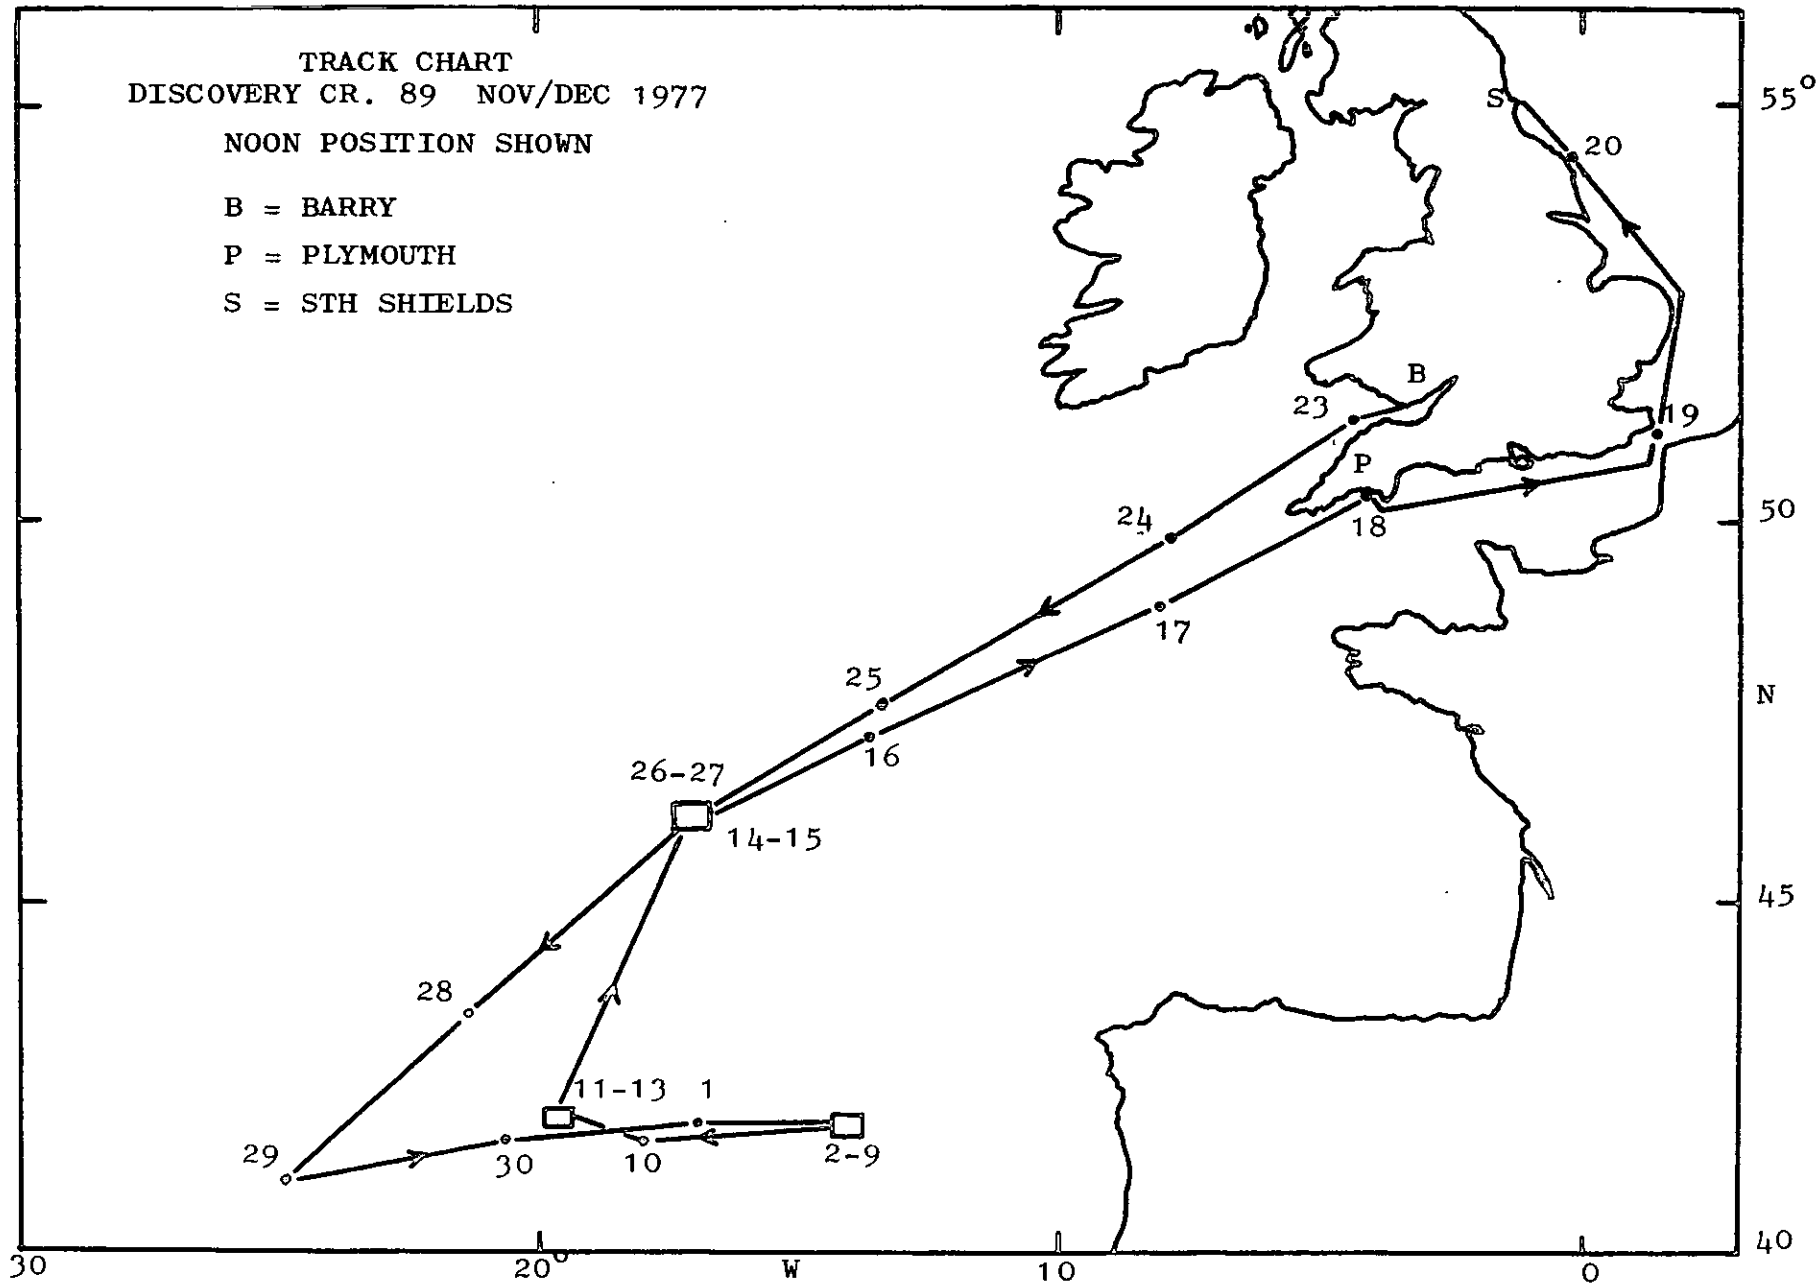 TRACK CHART
DISCOVERY CR. 89 NOV/DEC 1977
NOON POSITION SHOWN
B = BARRY
P = PLYMOUTH
S = STH SHIELDS
S
55°
20
B
23
19
P
24
18
50
17
25
N
16
26-27
14-15
45
28
11-13
1
29
30
10
2-9
40
30
20°
W
10
0